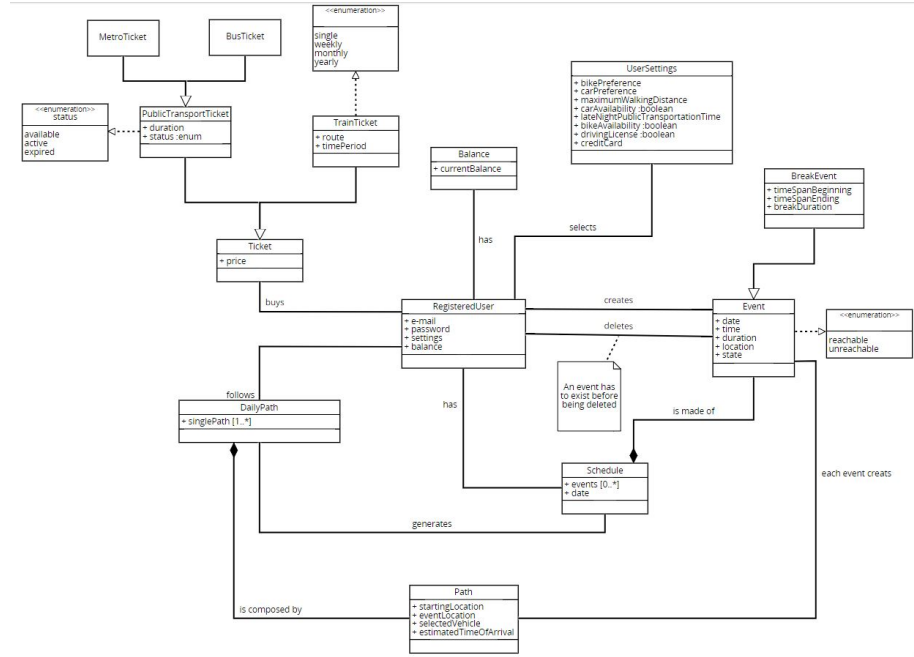 MetroTicket
BusTicket
<<enumeration>>
single
weekly
monthly
yearly
UserSettings
+ bikePreference
+ carPreference
+ maximumWalkingDistance
+ carAvailability :boolean
+ lateNightPublicTransportationTime
+ bikeAvailability :boolean
+ drivingLicense :boolean
+ creditCard
<<enumeration>>
status
available
active
expired
PublicTransportTicket
+ duration
+ status :enum
TrainTicket
+ route
+ timePeriod
Balance
+ currentBalance
BreakEvent
+ timeSpanBeginning
+ timeSpanEnding
+ breakDuration
has
selects
Ticket
+ price
buys
RegisteredUser
+ e-mail
+ password
+ settings
+ balance
creates
deletes
Event
+ date
+ time
+ duration
+ location
+ state
<<enumeration>>
reachable
unreachable
An event has
to exist before
being deleted
follows
DailyPath
+ singlePath [1..*]
has
is made of
Schedule
+ events [0..*]
+ date
each event creats
generates
is composed by
Path
+ startingLocation
+ eventLocation
+ selectedVehicle
+ estimatedTimeOfArrival